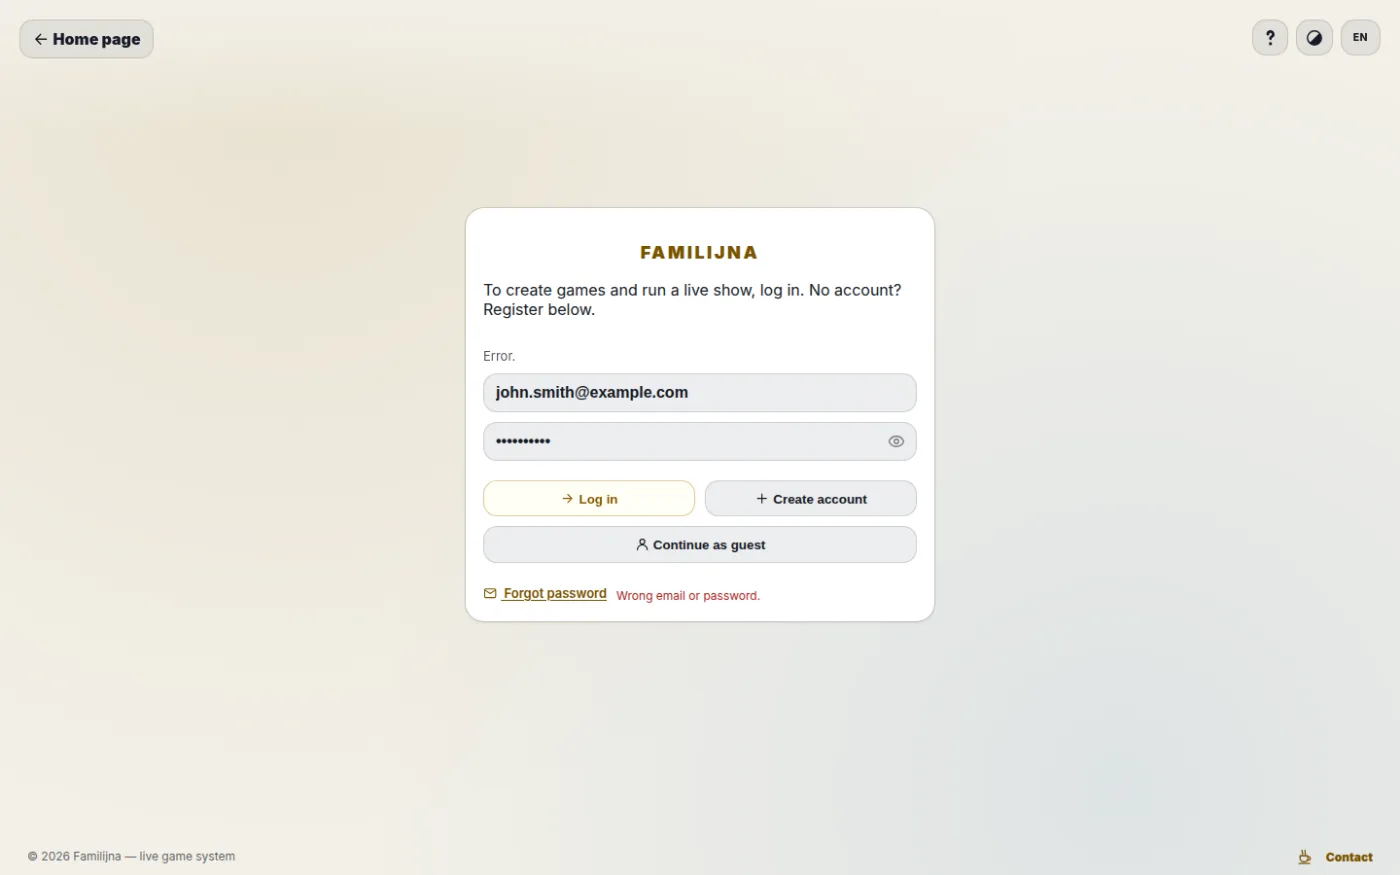 ← Home page
?
EN
FAMILIJNA
To create games and run a live show, log in. No account?
Register below.
Error.
john.smith@example.com
••••••••••
→ Log in
+ Create account
Continue as guest
Forgot password
Wrong email or password.
© 2026 Familijna — live game system
Contact